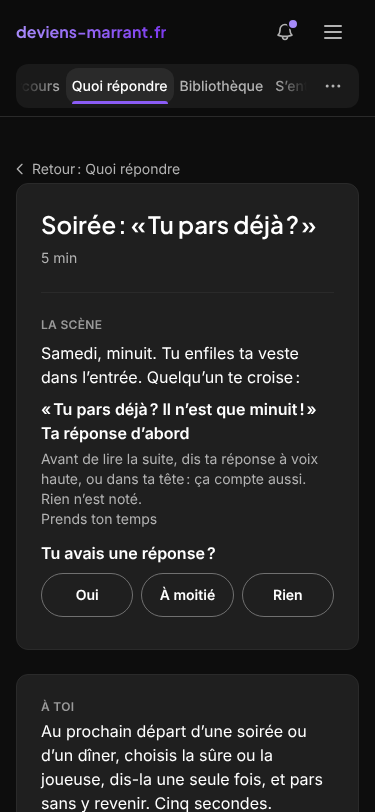 deviens-marrant.fr
cours Quoi répondre Bibliothèque S'en
Retour : Quoi répondre
Soirée : « Tu pars déjà ? »
5 min
LA SCÈNE
Samedi, minuit. Tu enfiles ta veste
dans l’entrée. Quelqu’un te croise :
« Tu pars déjà ? Il n’est que minuit ! »
Ta réponse d’abord
Avant de lire la suite, dis ta réponse à voix
haute, ou dans ta tête : ça compte aussi.
Rien n’est noté.
Prends ton temps
Tu avais une réponse ?
Oui À moitié Rien
À TOI
Au prochain départ d’une soirée ou
d’un dîner, choisis la sûre ou la
joueuse, dis-la une seule fois, et pars
sans y revenir. Cinq secondes.